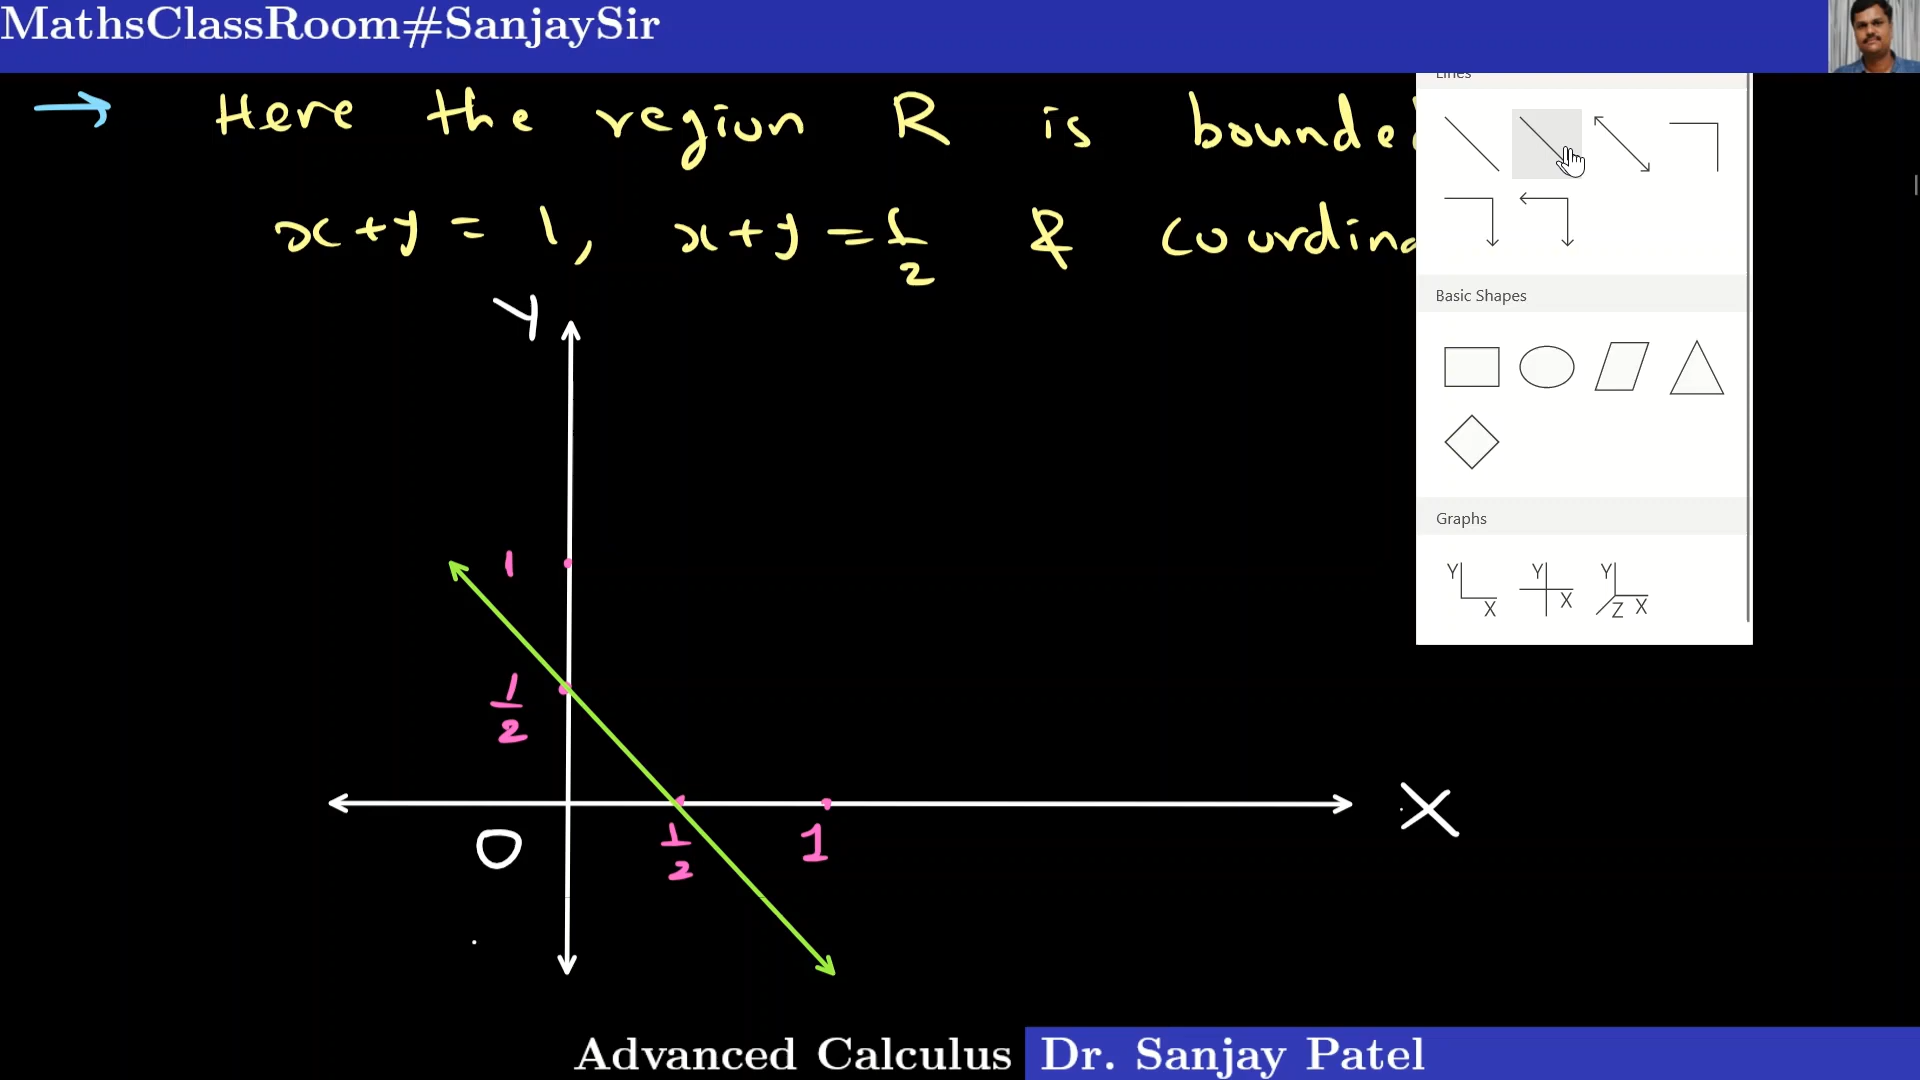 MathsClassRoom#SanjaySir
→ Here the region R is bounde
x+y = 1, x+y = 1/2 & coordina
Lines
Basic Shapes
Graphs
Y X
Y X
Y Z X
Y
1
1/2
O
1/2
1
X
Advanced Calculus Dr. Sanjay Patel